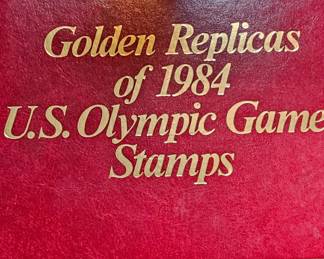 Golden Replicas
of 1984
U.S. Olympic Game
Stamps